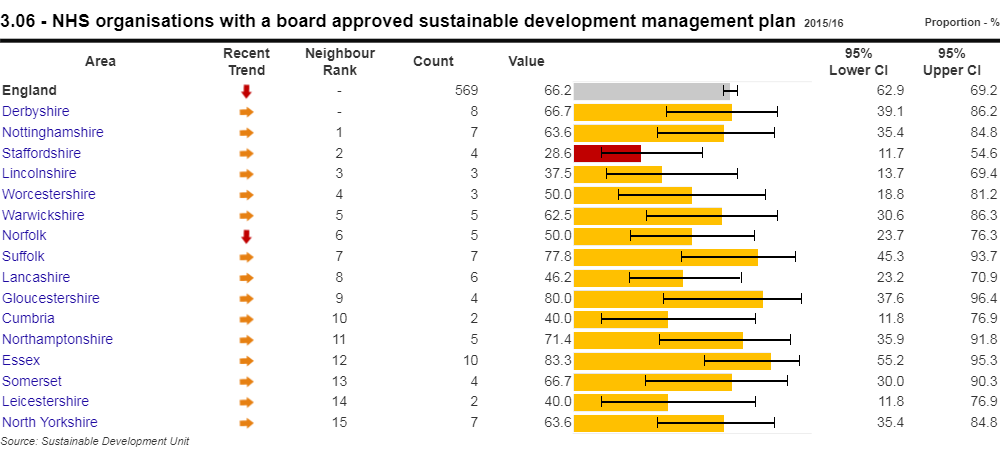 3.06 - NHS organisations with a board approved sustainable development management plan 2015/16 Proportion - %
Area Recent Trend Neighbour Rank Count Value 95% Lower CI 95% Upper CI
England - 569 66.2 62.9 69.2
Derbyshire - 8 66.7 39.1 86.2
Nottinghamshire 1 7 63.6 35.4 84.8
Staffordshire 2 4 28.6 11.7 54.6
Lincolnshire 3 3 37.5 13.7 69.4
Worcestershire 4 3 50.0 18.8 81.2
Warwickshire 5 5 62.5 30.6 86.3
Norfolk 6 5 50.0 23.7 76.3
Suffolk 7 7 77.8 45.3 93.7
Lancashire 8 6 46.2 23.2 70.9
Gloucestershire 9 4 80.0 37.6 96.4
Cumbria 10 2 40.0 11.8 76.9
Northamptonshire 11 5 71.4 35.9 91.8
Essex 12 10 83.3 55.2 95.3
Somerset 13 4 66.7 30.0 90.3
Leicestershire 14 2 40.0 11.8 76.9
North Yorkshire 15 7 63.6 35.4 84.8
Source: Sustainable Development Unit